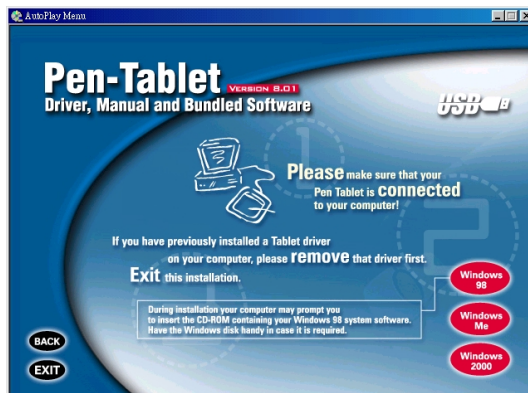 AutoPlay Menu
Pen-Tablet VERSION 8.01
Driver, Manual and Bundled Software
USB
Please make sure that your
Pen Tablet is connected
to your computer!
If you have previously installed a Tablet driver
on your computer, please remove that driver first.
Exit this installation.
During installation your computer may prompt you
to insert the CD-ROM containing your Windows 98 system software.
Have the Windows disk handy in case it is required.
Windows
98
Windows
Me
Windows
2000
BACK
EXIT
1
2